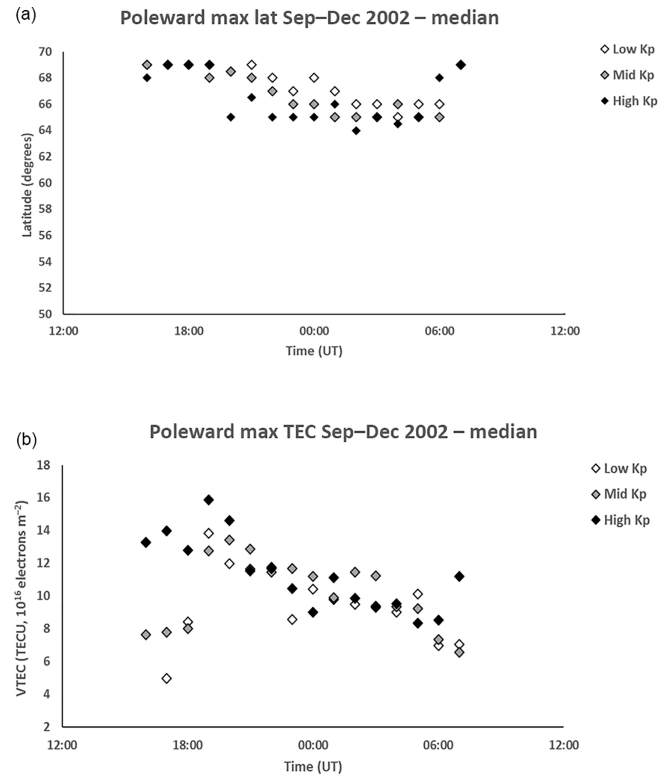 (a)
Poleward max lat Sep–Dec 2002 – median
70
68
66
64
62
60
58
56
54
52
50
Latitude (degrees)
12:00 18:00 00:00 06:00 12:00
Time (UT)
Low Kp
Mid Kp
High Kp
(b)
Poleward max TEC Sep–Dec 2002 – median
18
16
14
12
10
8
6
4
2
VTEC (TECU, 10¹⁶ electrons m⁻²)
12:00 18:00 00:00 06:00 12:00
Time (UT)
Low Kp
Mid Kp
High Kp